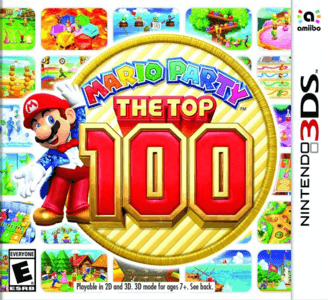 amiibo
MARIO PARTY™
THE TOP
100
NINTENDO 3DS
EVERYONE
E
ESRB
Playable in 2D and 3D. 3D mode for ages 7+. See back.